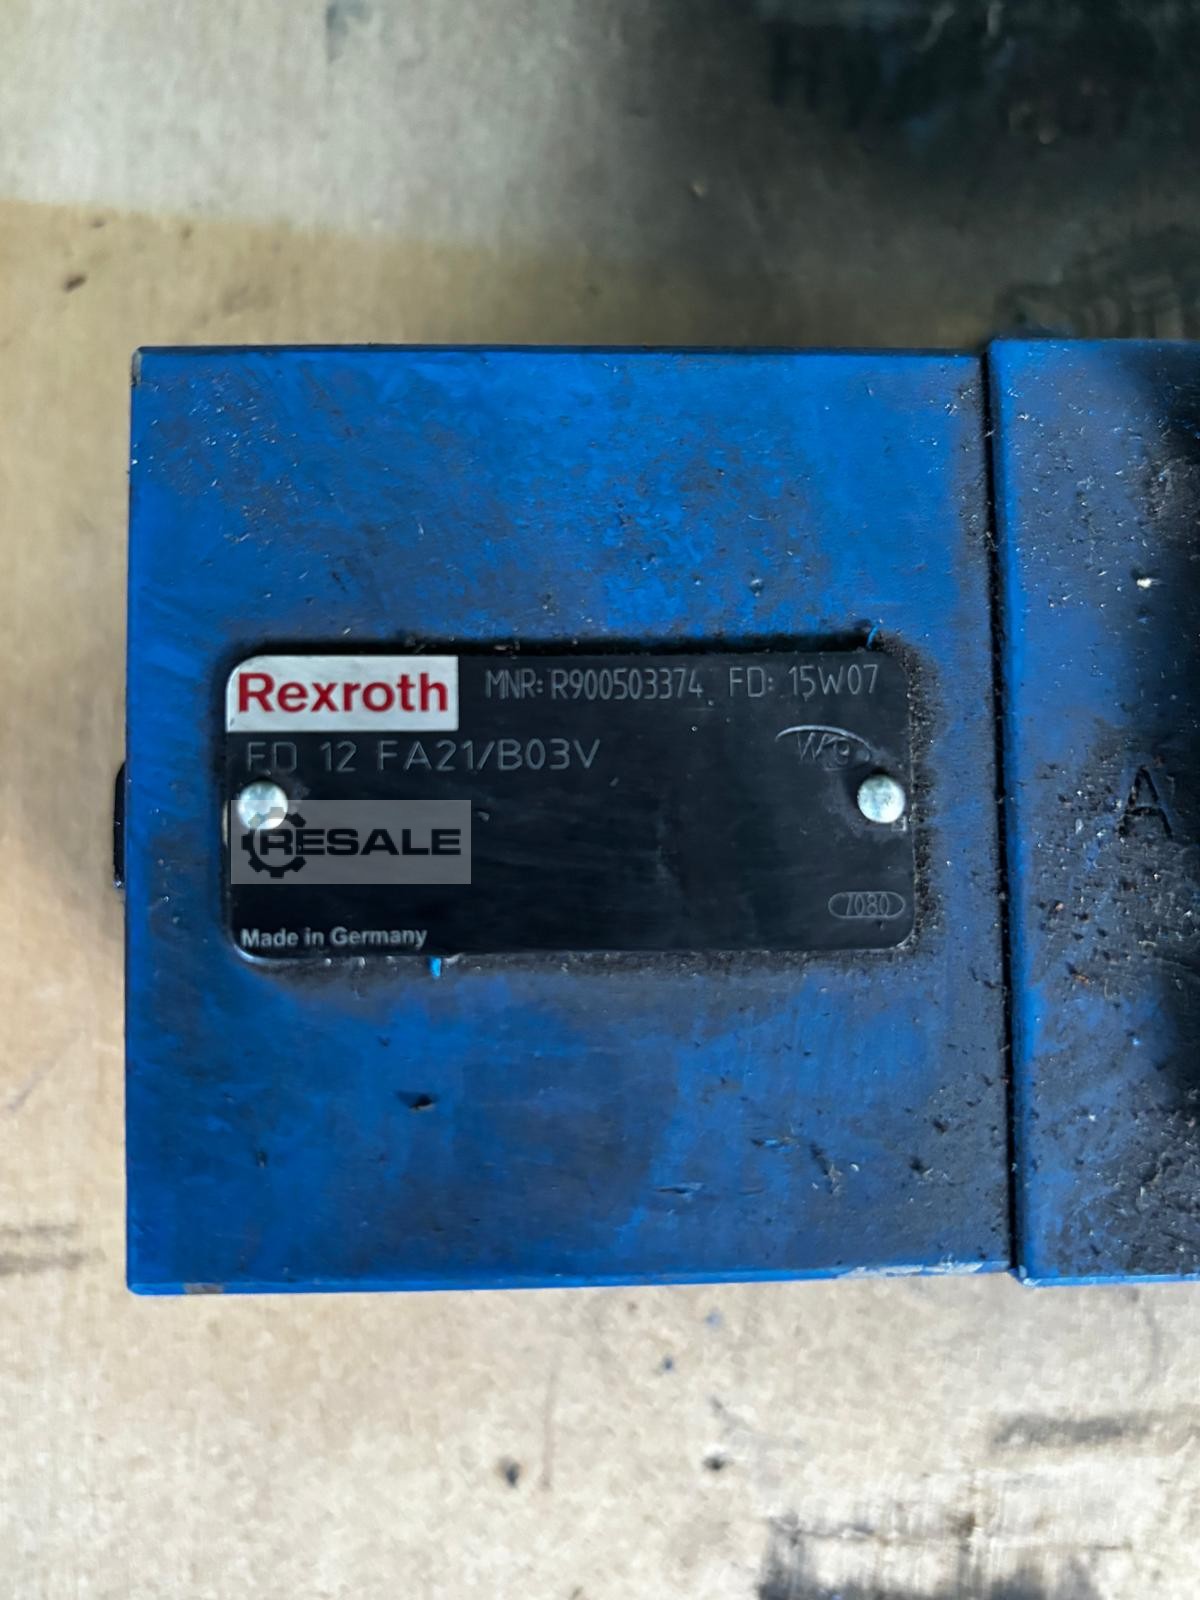 Rexroth
MNR: R900503374 FD: 15W07
FD 12 FA21/B03V
RESALE
7080
Made in Germany
A